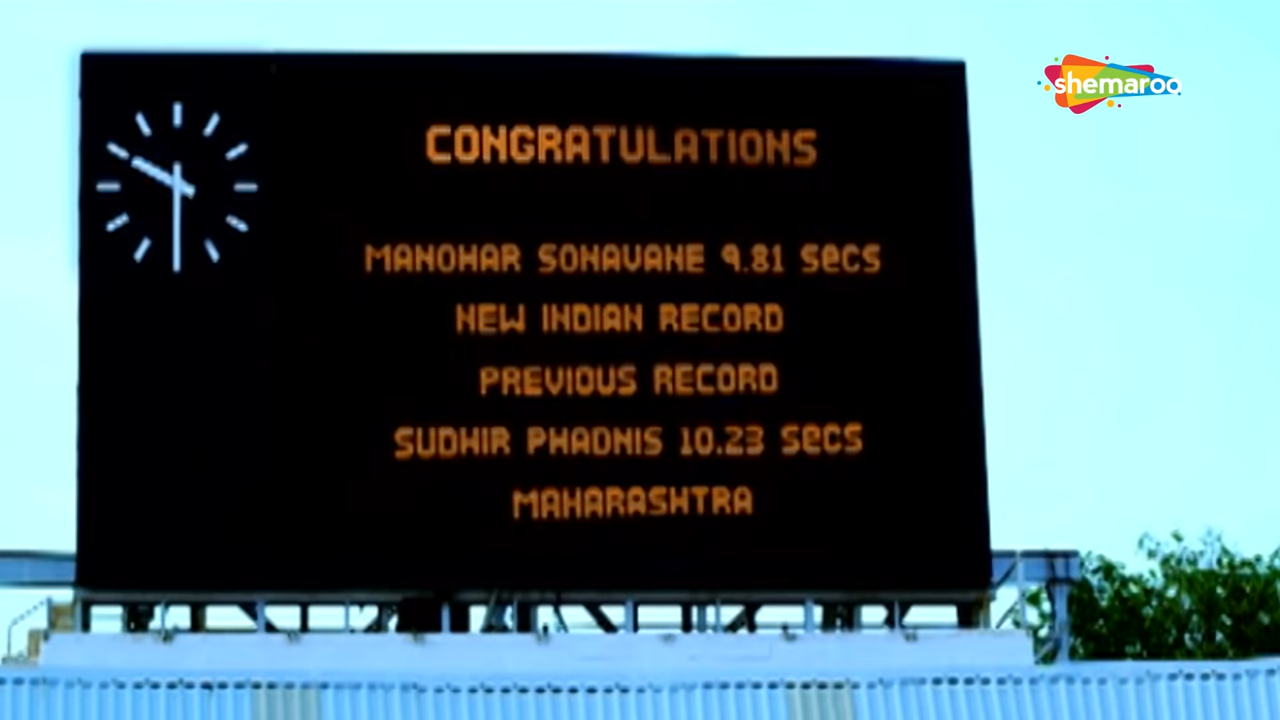 shemaroo
CONGRATULATIONS
MANOHAR SONAVANE 9.81 SeCS
NEW INDIAN RECORD
PREVIOUS RECORD
SUDHIR PHADNIS 10.23 SeCS
MAHARASHTRA